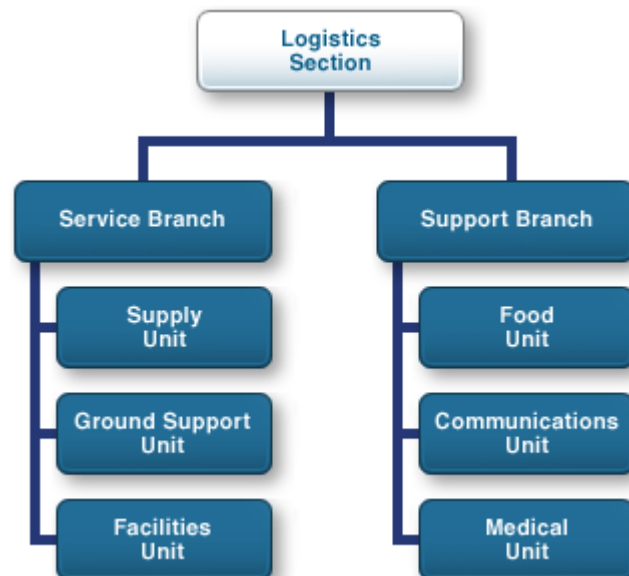 Logistics
Section
Service Branch
Supply
Unit
Ground Support
Unit
Facilities
Unit
Support Branch
Food
Unit
Communications
Unit
Medical
Unit